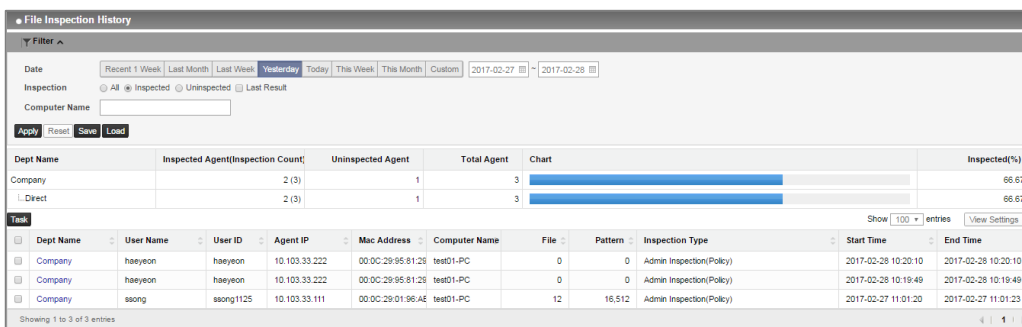 File Inspection History
Filter
Date Recent 1 Week Last Month Last Week Yesterday Today This Week This Month Custom 2017-02-27 ~ 2017-02-28
Inspection All Inspected Uninspected Last Result
Computer Name
Apply Reset Save Load
Dept Name Inspected Agent(Inspection Count) Uninspected Agent Total Agent Chart Inspected(%)
Company 2 (3) 1 3 66.67
Direct 2 (3) 1 3 66.67
Task Show 100 entries View Settings
Dept Name User Name User ID Agent IP Mac Address Computer Name File Pattern Inspection Type Start Time End Time
Company haeyeon haeyeon 10.103.33.222 00:0C:29:95:81:29 test01-PC 0 0 Admin Inspection(Policy) 2017-02-28 10:20:10 2017-02-28 10:20:10
Company haeyeon haeyeon 10.103.33.222 00:0C:29:95:81:29 test01-PC 0 0 Admin Inspection(Policy) 2017-02-28 10:19:49 2017-02-28 10:19:49
Company ssong ssong1125 10.103.33.111 00:0C:29:01:96:AE test01-PC 12 16,512 Admin Inspection(Policy) 2017-02-27 11:01:20 2017-02-27 11:01:23
Showing 1 to 3 of 3 entries 1